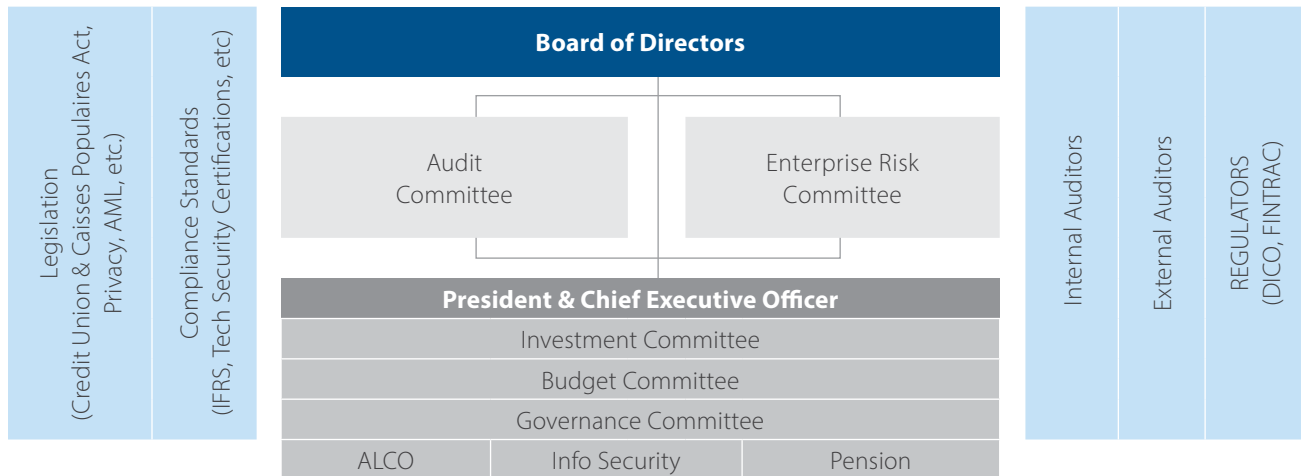 Legislation
(Credit Union & Caisses Populaires Act,
Privacy, AML, etc.)
Compliance Standards
(IFRS, Tech Security Certifications, etc)
Board of Directors
Audit
Committee
Enterprise Risk
Committee
President & Chief Executive Officer
Investment Committee
Budget Committee
Governance Committee
ALCO
Info Security
Pension
Internal Auditors
External Auditors
REGULATORS
(DICO, FINTRAC)